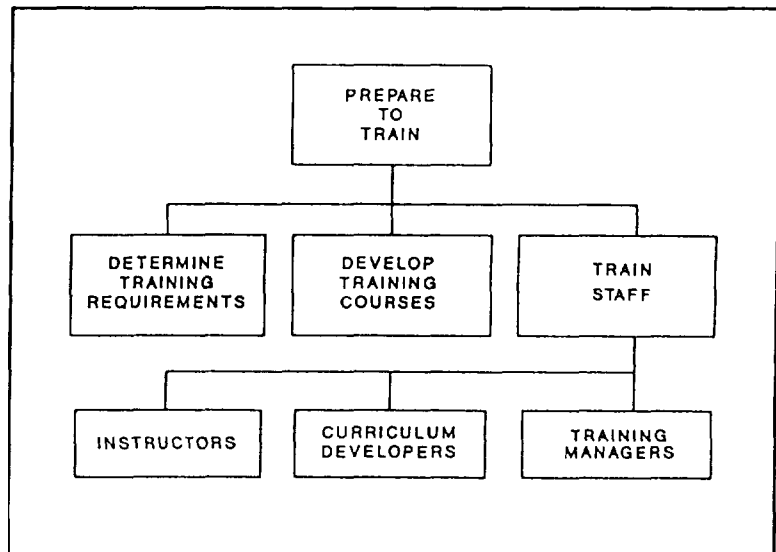 PREPARE
TO
TRAIN
DETERMINE
TRAINING
REQUIREMENTS
DEVELOP
TRAINING
COURSES
TRAIN
STAFF
INSTRUCTORS
CURRICULUM
DEVELOPERS
TRAINING
MANAGERS